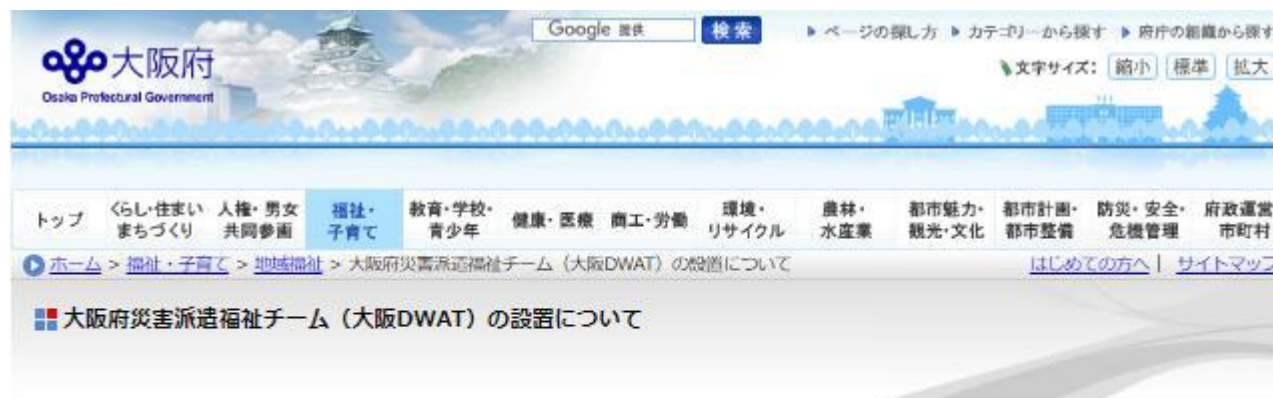 Google 提供
検索
ページの探し方 カテゴリーから探す 府庁の組織から探す
大阪府
Osaka Prefectural Government
文字サイズ: 縮小 標準 拡大
トップ
くらし・住まい
まちづくり
人権・男女
共同参画
福祉・
子育て
教育・学校・
青少年
健康・医療
商工・労働
環境・
リサイクル
農林・
水産業
都市魅力・
観光・文化
都市計画・
都市整備
防災・安全・
危機管理
府政運営
市町村
ホーム > 福祉・子育て > 地域福祉 > 大阪府災害派遣福祉チーム（大阪DWAT）の設置について
はじめての方へ | サイトマップ
大阪府災害派遣福祉チーム（大阪DWAT）の設置について